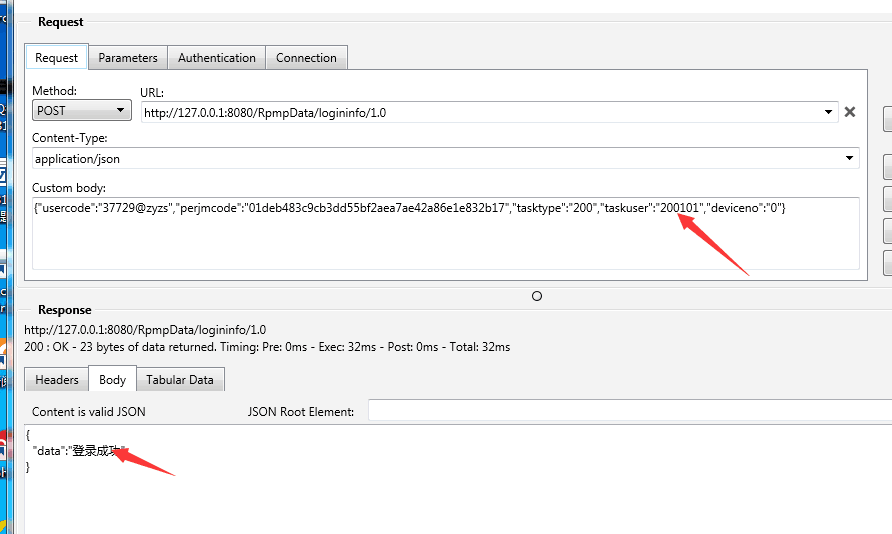 Request
Request Parameters Authentication Connection
Method: URL:
POST http://127.0.0.1:8080/RpmpData/logininfo/1.0
Content-Type:
application/json
Custom body:
{"usercode":"37729@zyzs","perjmcode":"01deb483c9cb3dd55bf2aea7ae42a86e1e832b17","tasktype":"200","taskuser":"200101","deviceno":"0"}
Response
http://127.0.0.1:8080/RpmpData/logininfo/1.0
200 : OK - 23 bytes of data returned. Timing: Pre: 0ms - Exec: 32ms - Post: 0ms - Total: 32ms
Headers Body Tabular Data
Content is valid JSON JSON Root Element:
{
"data":"登录成功"
}